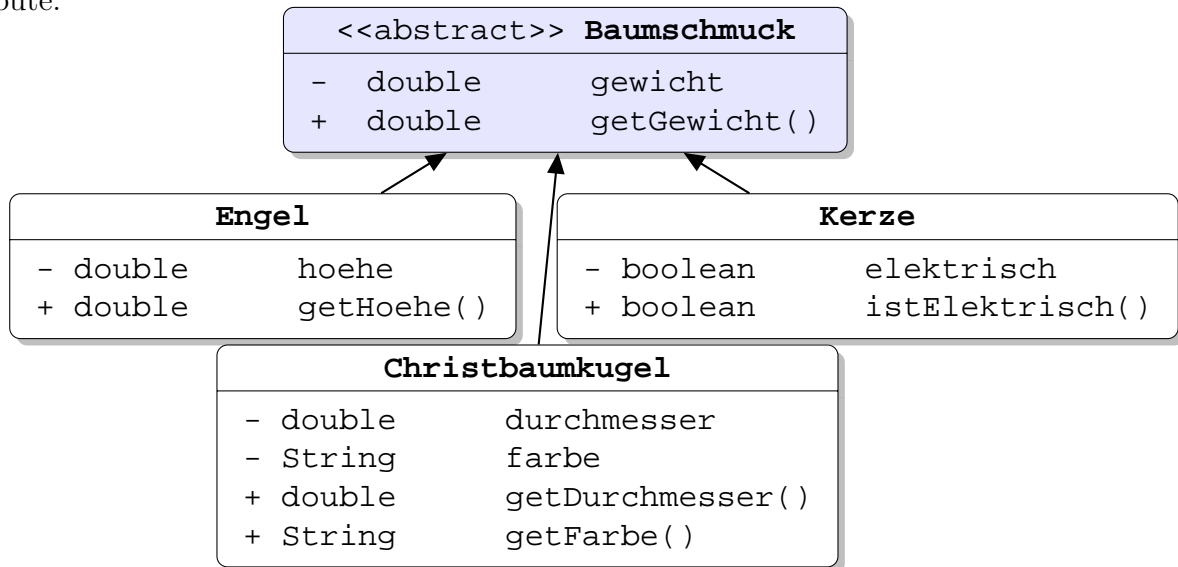 <<abstract>> Baumschmuck
- double gewicht
+ double getGewicht()
Engel
- double hoehe
+ double getHoehe()
Kerze
- boolean elektrisch
+ boolean istElektrisch()
Christbaumkugel
- double durchmesser
- String farbe
+ double getDurchmesser()
+ String getFarbe()